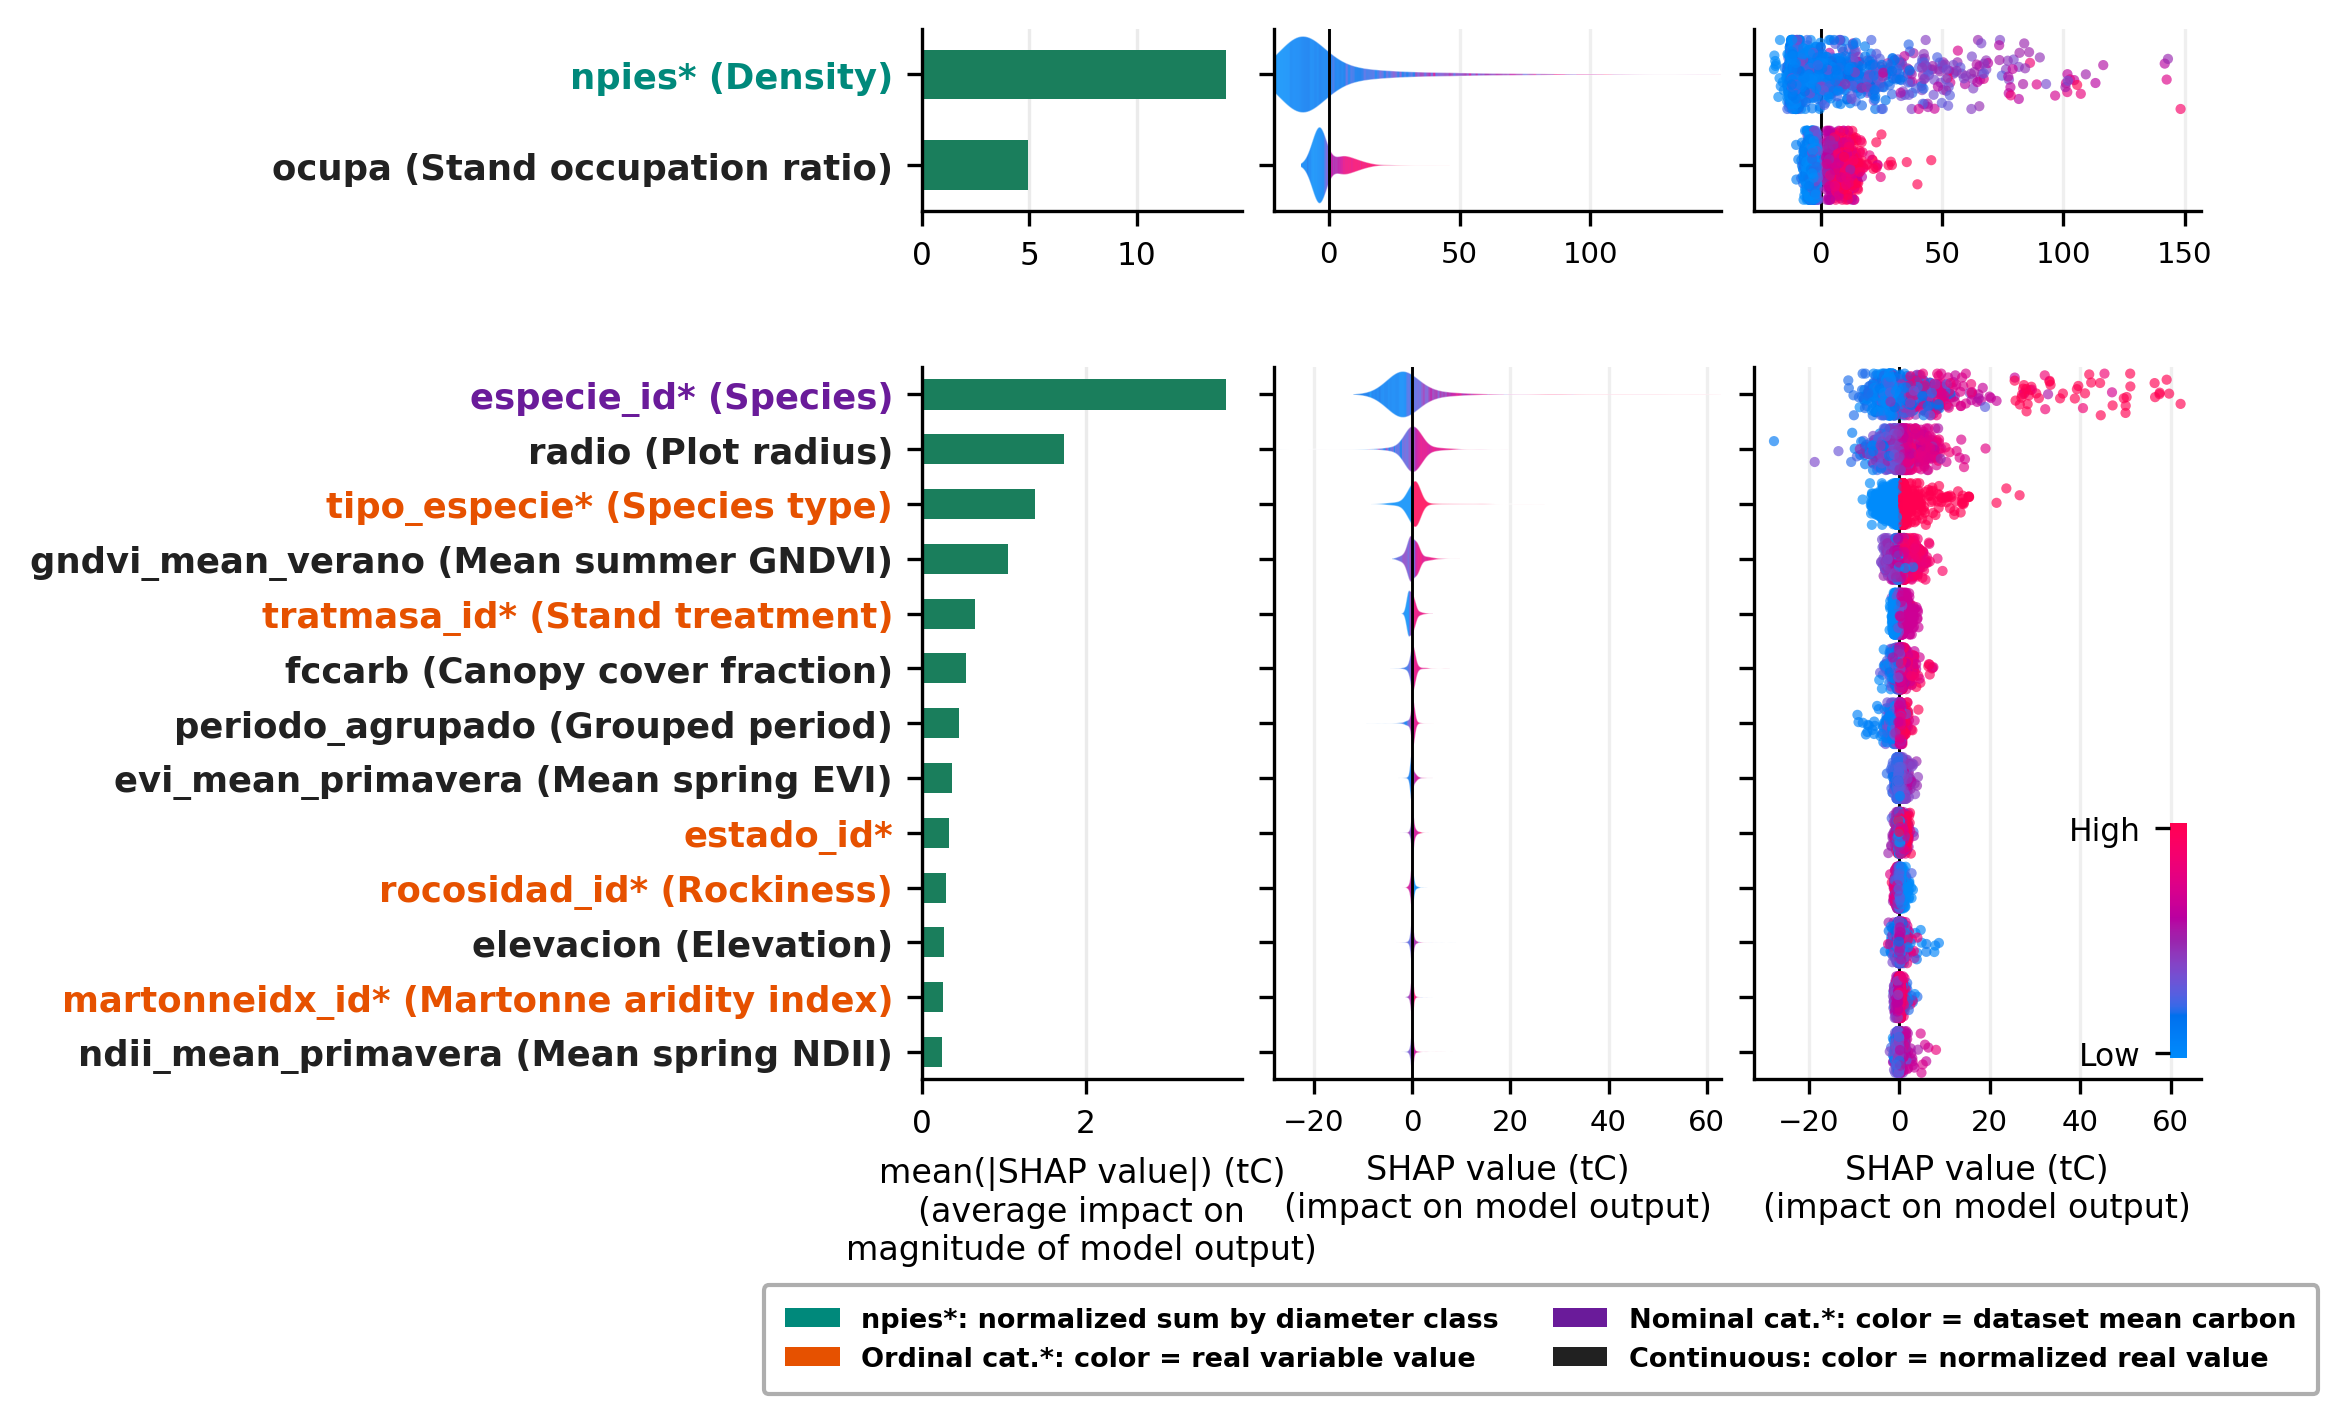 npies* (Density)
ocupa (Stand occupation ratio)
0 5 10
0 50 100
0 50 100 150
especie_id* (Species)
radio (Plot radius)
tipo_especie* (Species type)
gndvi_mean_verano (Mean summer GNDVI)
tratmasa_id* (Stand treatment)
fccarb (Canopy cover fraction)
periodo_agrupado (Grouped period)
evi_mean_primavera (Mean spring EVI)
estado_id*
rocosidad_id* (Rockiness)
elevacion (Elevation)
martonneidx_id* (Martonne aridity index)
ndii_mean_primavera (Mean spring NDII)
High
Low
0 2
−20 0 20 40 60
−20 0 20 40 60
mean(|SHAP value|) (tC)
(average impact on
magnitude of model output)
SHAP value (tC)
(impact on model output)
SHAP value (tC)
(impact on model output)
npies*: normalized sum by diameter class
Ordinal cat.*: color = real variable value
Nominal cat.*: color = dataset mean carbon
Continuous: color = normalized real value